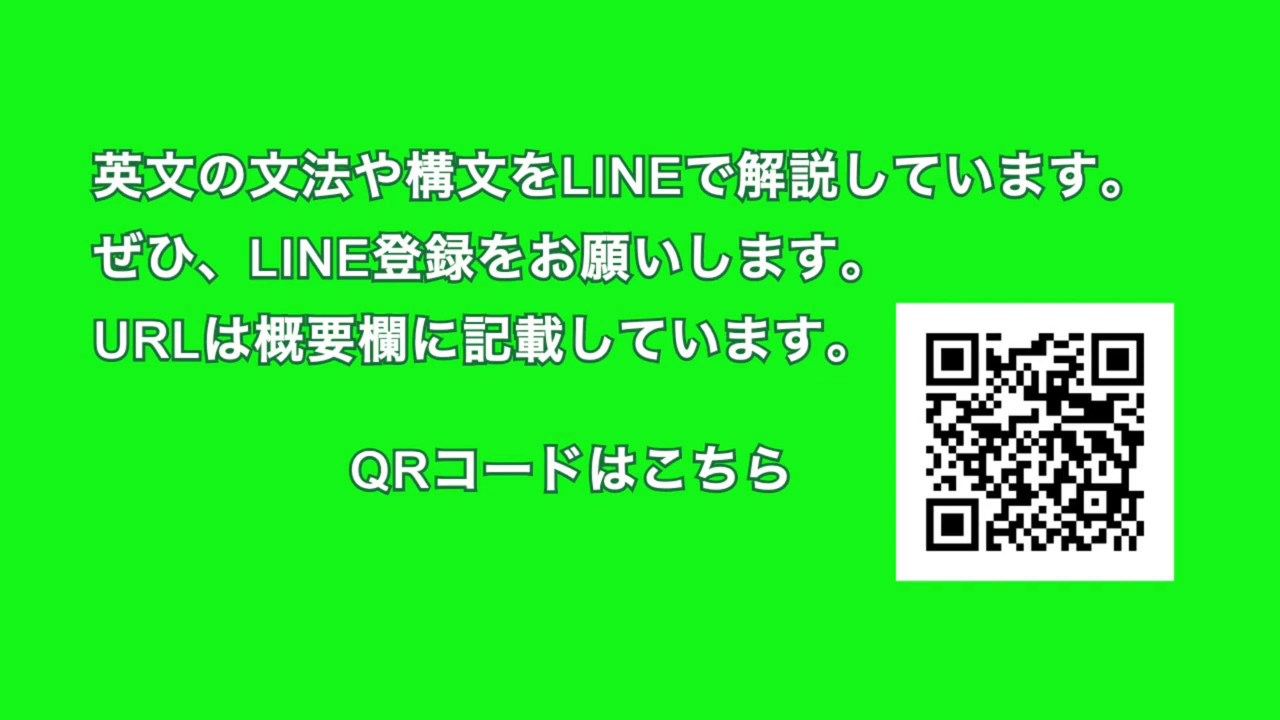 英文の文法や構文をLINEで解説しています。
ぜひ、LINE登録をお願いします。
URLは概要欄に記載しています。
QRコードはこちら